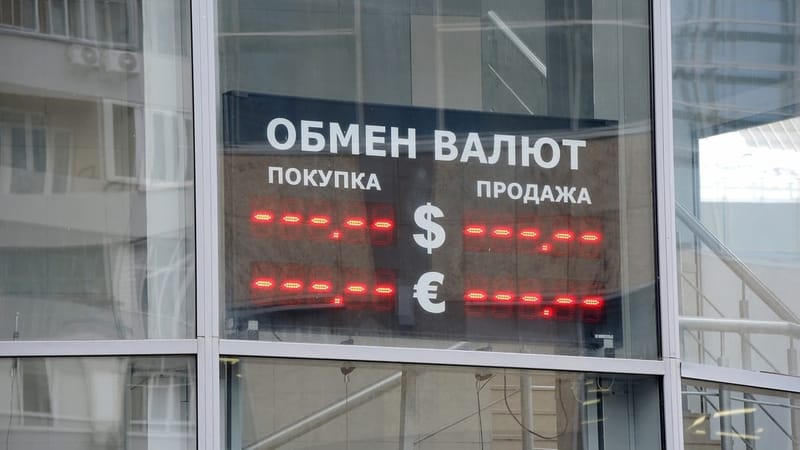 ОБМЕН ВАЛЮТ
ПОКУПКА ПРОДАЖА
---.-- $ ---.--
---.-- € ---.--